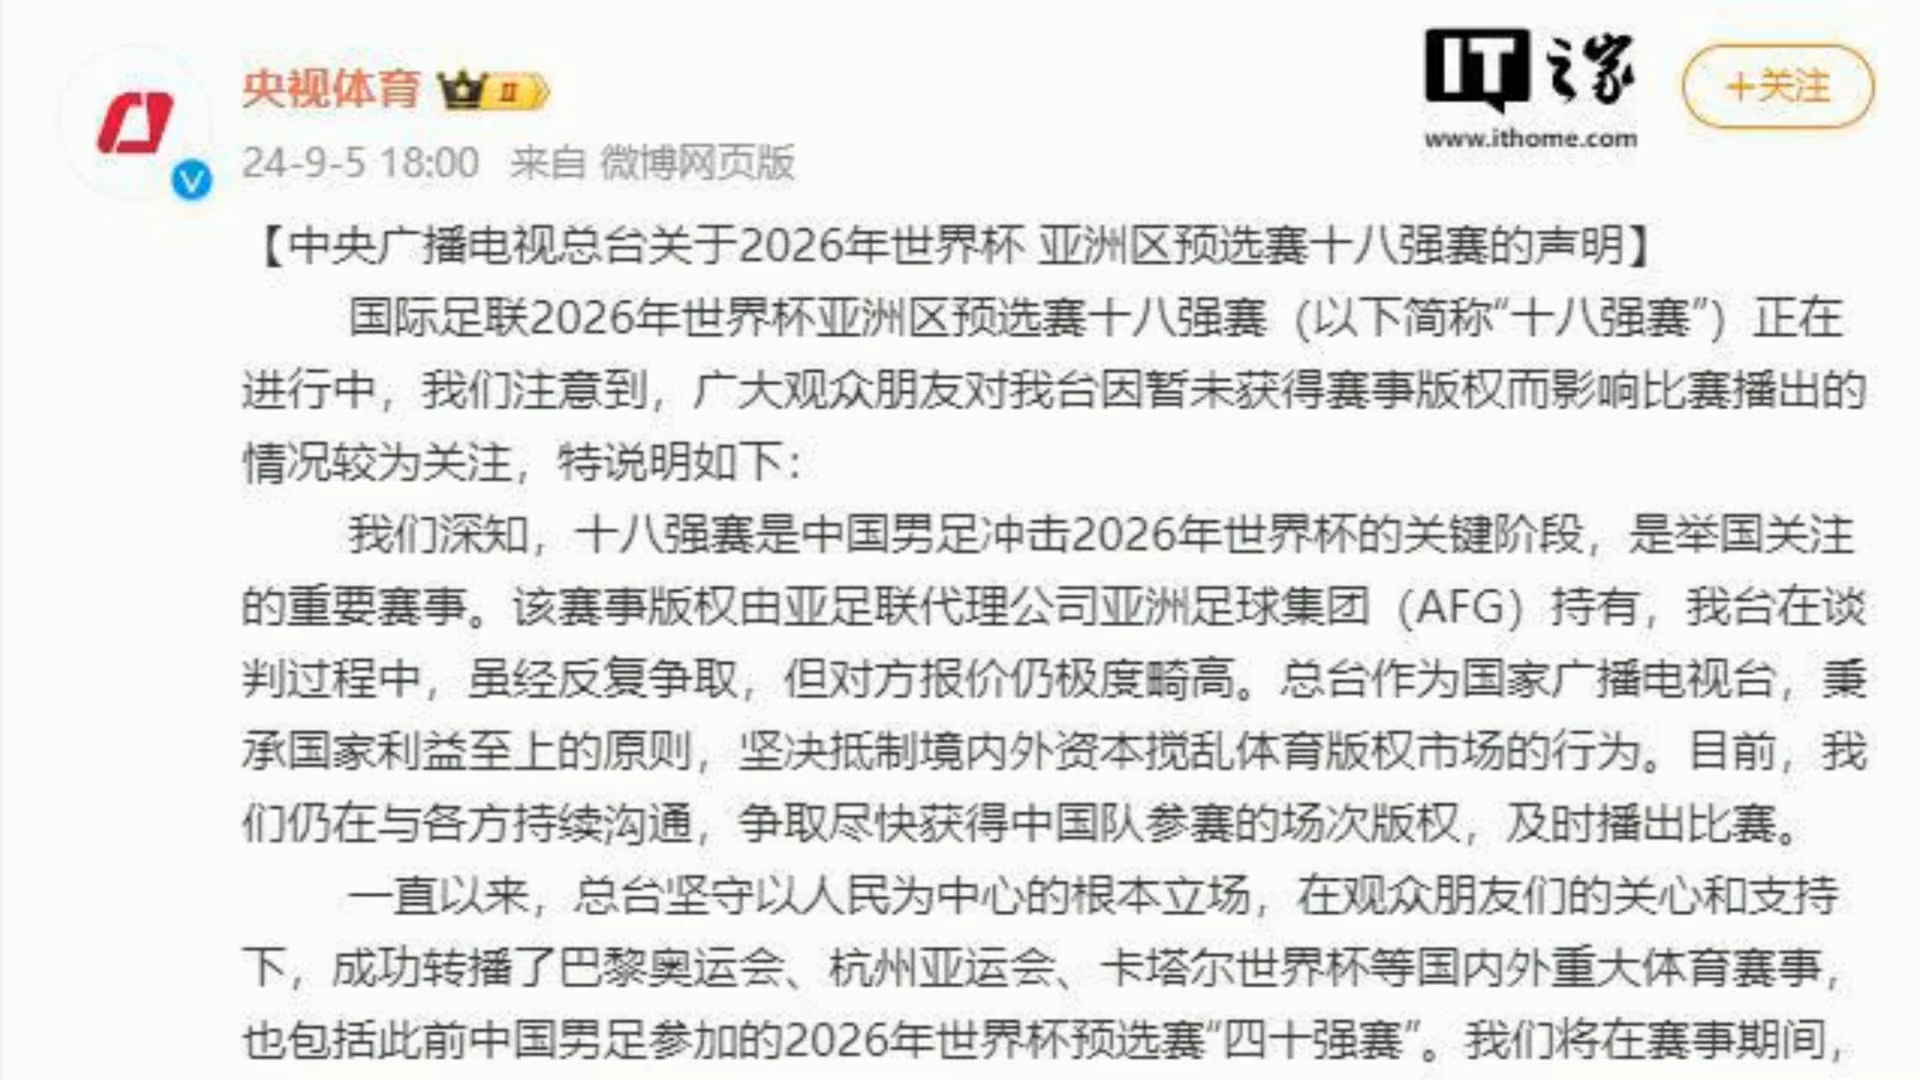 央视体育 II
IT之家
www.ithome.com
+关注
24-9-5 18:00 来自 微博网页版
【中央广播电视总台关于2026年世界杯 亚洲区预选赛十八强赛的声明】
国际足联2026年世界杯亚洲区预选赛十八强赛（以下简称“十八强赛”）正在
进行中，我们注意到，广大观众朋友对我台因暂未获得赛事版权而影响比赛播出的
情况较为关注，特说明如下：
我们深知，十八强赛是中国男足冲击2026年世界杯的关键阶段，是举国关注
的重要赛事。该赛事版权由亚足联代理公司亚洲足球集团（AFG）持有，我台在谈
判过程中，虽经反复争取，但对方报价仍极度畸高。总台作为国家广播电视台，秉
承国家利益至上的原则，坚决抵制境内外资本搅乱体育版权市场的行为。目前，我
们仍在与各方持续沟通，争取尽快获得中国队参赛的场次版权，及时播出比赛。
一直以来，总台坚守以人民为中心的根本立场，在观众朋友们的关心和支持
下，成功转播了巴黎奥运会、杭州亚运会、卡塔尔世界杯等国内外重大体育赛事，
也包括此前中国男足参加的2026年世界杯预选赛“四十强赛”。我们将在赛事期间，